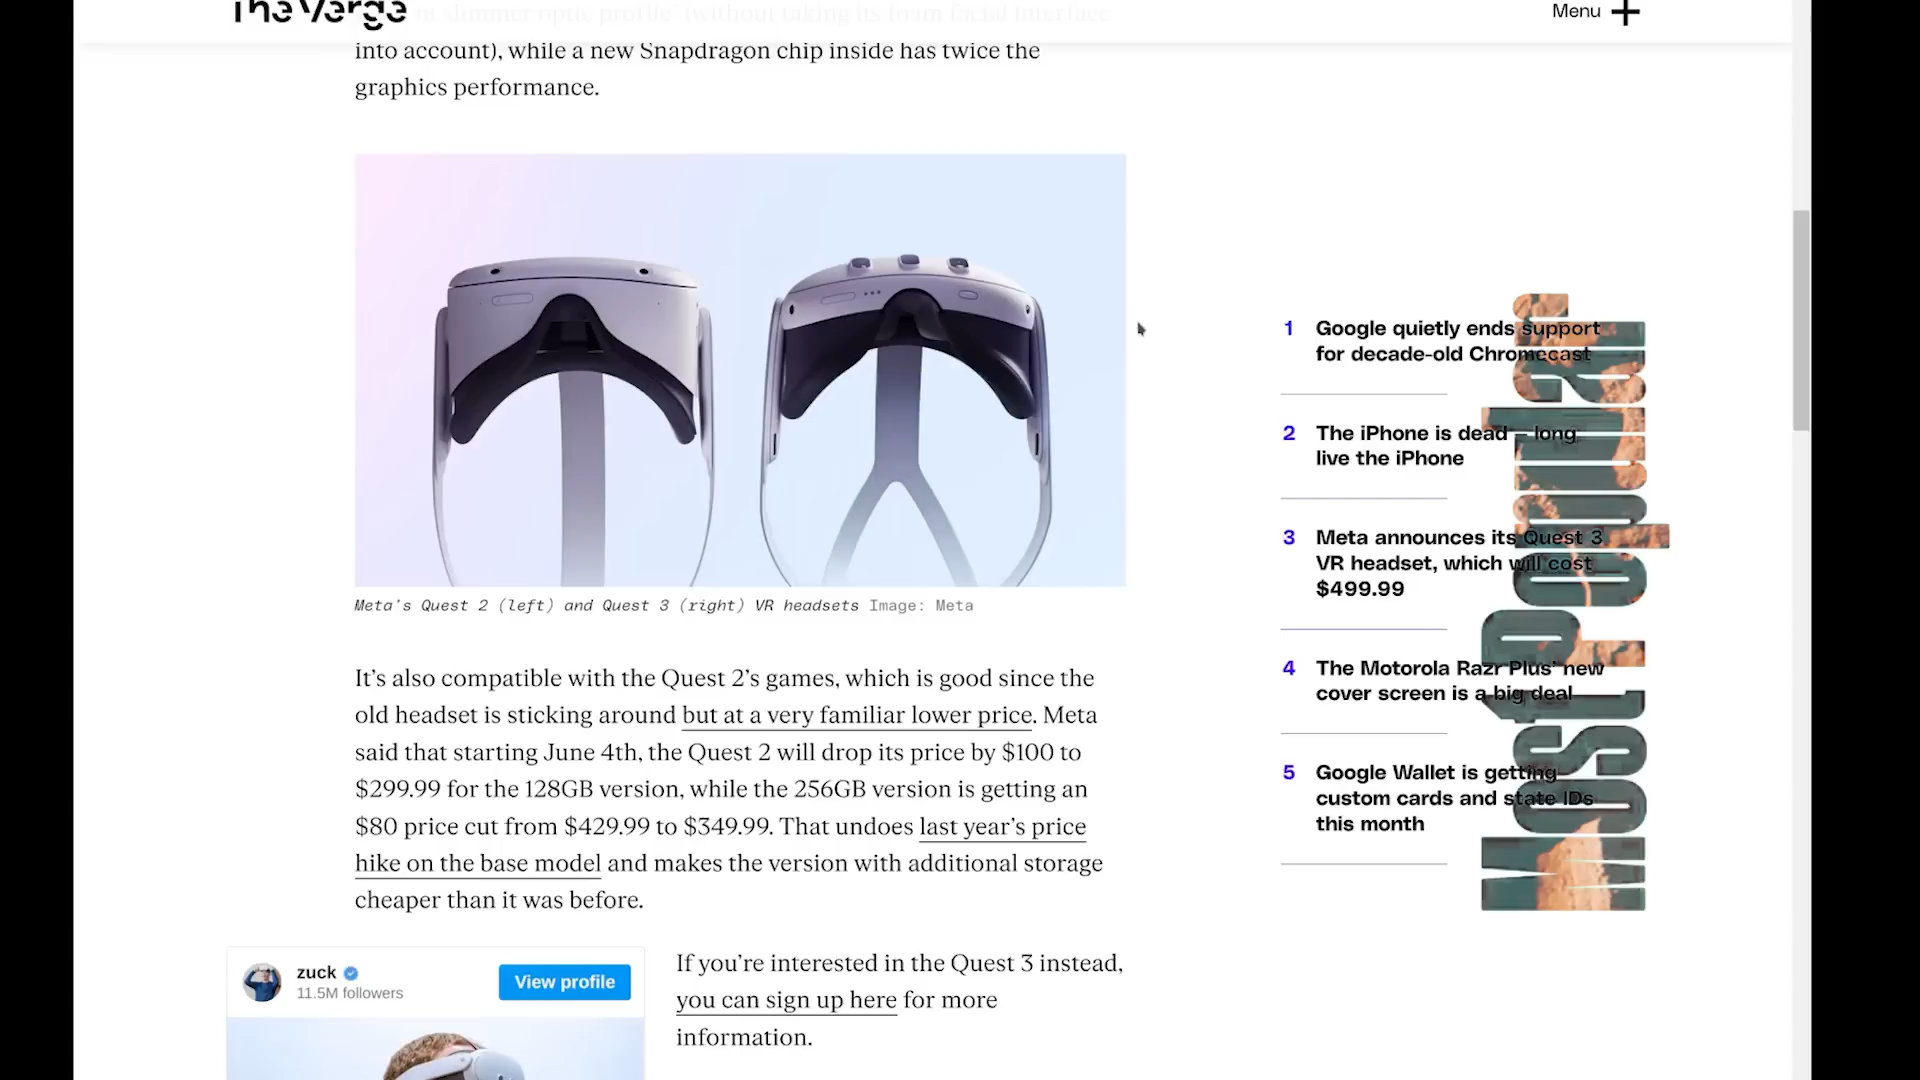 The Verge
Menu
slimmer optic profile" (without taking its foam facial interface
into account), while a new Snapdragon chip inside has twice the
graphics performance.
Meta's Quest 2 (left) and Quest 3 (right) VR headsets Image: Meta
It's also compatible with the Quest 2's games, which is good since the
old headset is sticking around but at a very familiar lower price. Meta
said that starting June 4th, the Quest 2 will drop its price by $100 to
$299.99 for the 128GB version, while the 256GB version is getting an
$80 price cut from $429.99 to $349.99. That undoes last year's price
hike on the base model and makes the version with additional storage
cheaper than it was before.
zuck
11.5M followers
View profile
If you're interested in the Quest 3 instead,
you can sign up here for more
information.
Most Popular
1 Google quietly ends support
for decade-old Chromecast
2 The iPhone is dead — long
live the iPhone
3 Meta announces its Quest 3
VR headset, which will cost
$499.99
4 The Motorola Razr Plus' new
cover screen is a big deal
5 Google Wallet is getting
custom cards and state IDs
this month